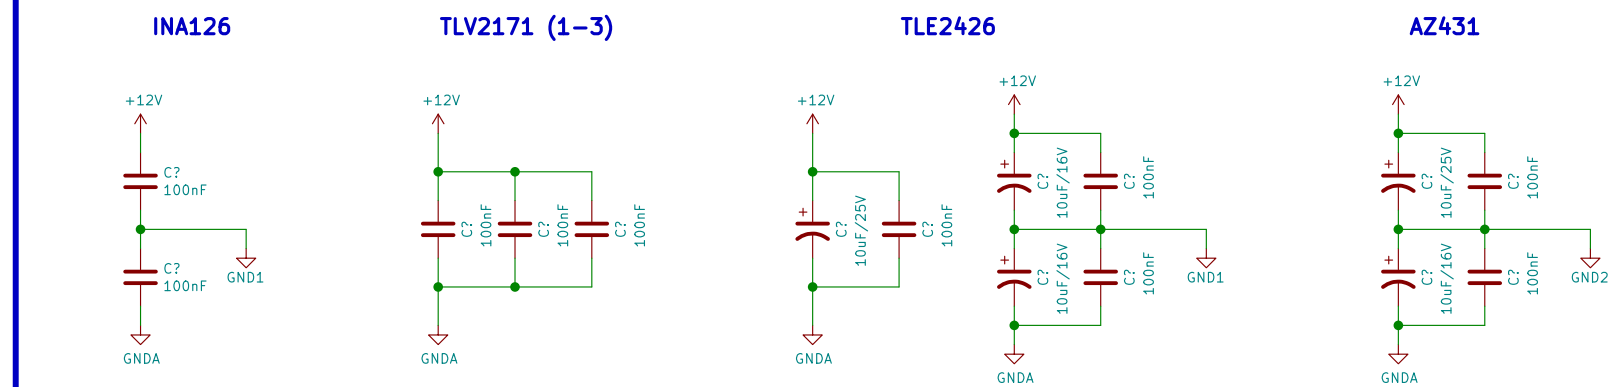 INA126
+12V
C?
100nF
C?
100nF
GND1
GNDA
TLV2171 (1-3)
+12V
C?
100nF
C?
100nF
C?
100nF
GNDA
TLE2426
+12V
+
C?
10uF/25V
C?
100nF
GNDA
+12V
+
C?
10uF/16V
C?
100nF
+
C?
10uF/16V
C?
100nF
GND1
GNDA
AZ431
+12V
+
C?
10uF/25V
C?
100nF
+
C?
10uF/16V
C?
100nF
GND2
GNDA